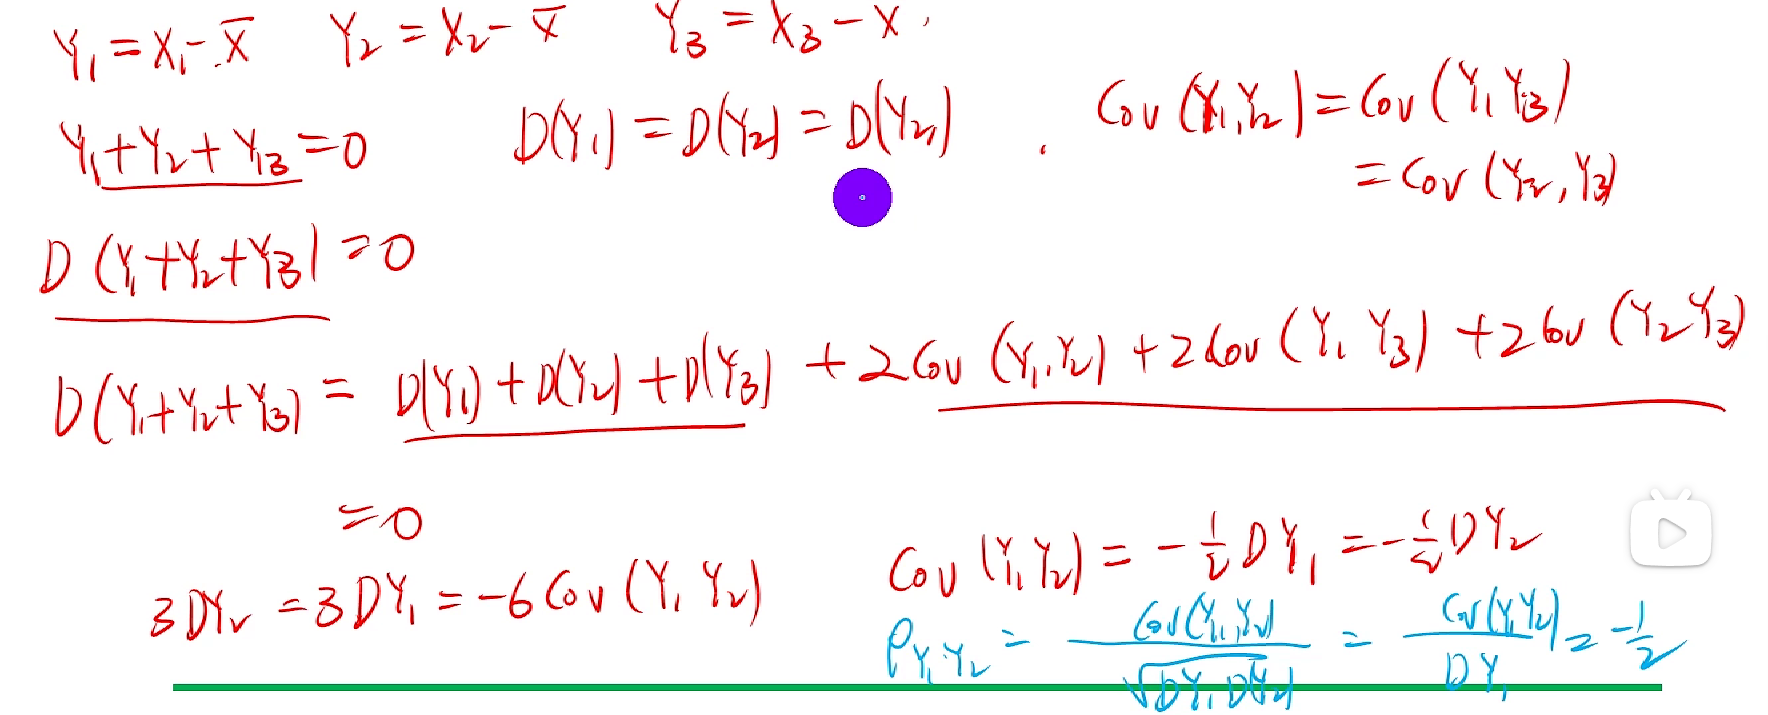 Y₁ = X₁ - X̄ Y₂ = X₂ - X̄ Y₃ = X₃ - X
Y₁ + Y₂ + Y₃ = 0 D(Y₁) = D(Y₂) = D(Y₃) Cov(Y₁,Y₂) = Cov(Y₁ Y₃)
= Cov(Y₂,Y₃)
D(Y₁+Y₂+Y₃) = 0
D(Y₁+Y₂+Y₃) = D(Y₁) + D(Y₂) + D(Y₃) + 2Cov(Y₁,Y₂) + 2Cov(Y₁ Y₃) + 2Cov(Y₂ Y₃)
= 0
3DY₂ = 3DY₁ = -6Cov(Y₁ Y₂)
Cov(Y₁ Y₂) = -½DY₁ = -½DY₂
ρY₁Y₂ = Cov(Y₁,Y₂)/√(DY₁ DY₂) = Cov(Y₁Y₂)/DY₁ = -½